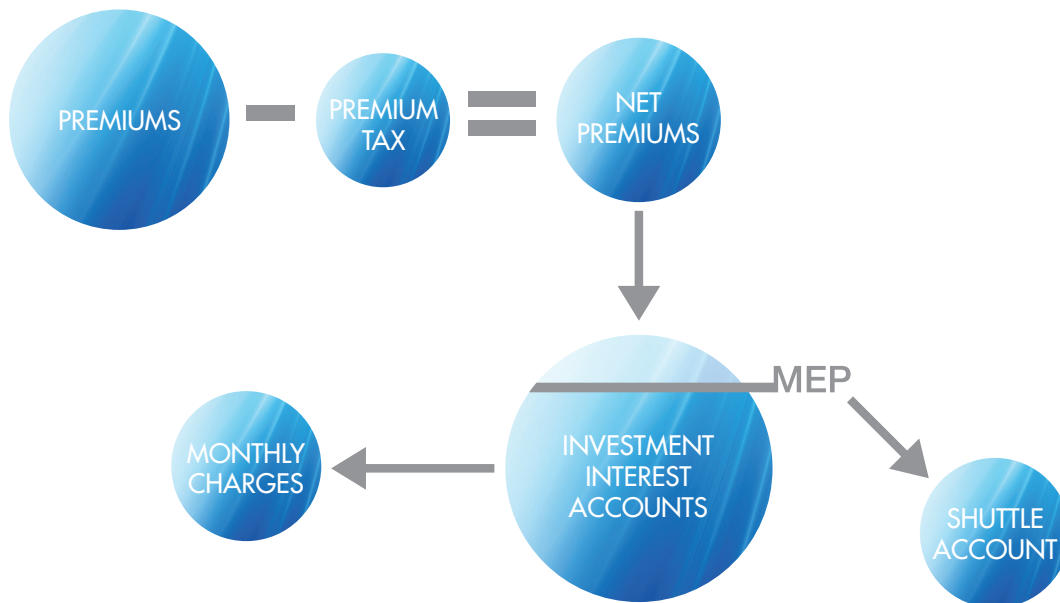 PREMIUMS
PREMIUM
TAX
NET
PREMIUMS
MEP
MONTHLY
CHARGES
INVESTMENT
INTEREST
ACCOUNTS
SHUTTLE
ACCOUNT